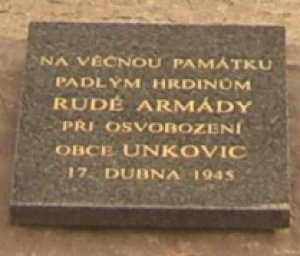 NA VĚČNOU PAMÁTKU
PADLÝM HRDINŮM
RUDÉ ARMÁDY
PŘI OSVOBOZENÍ
OBCE UNKOVIC
17. DUBNA 1945